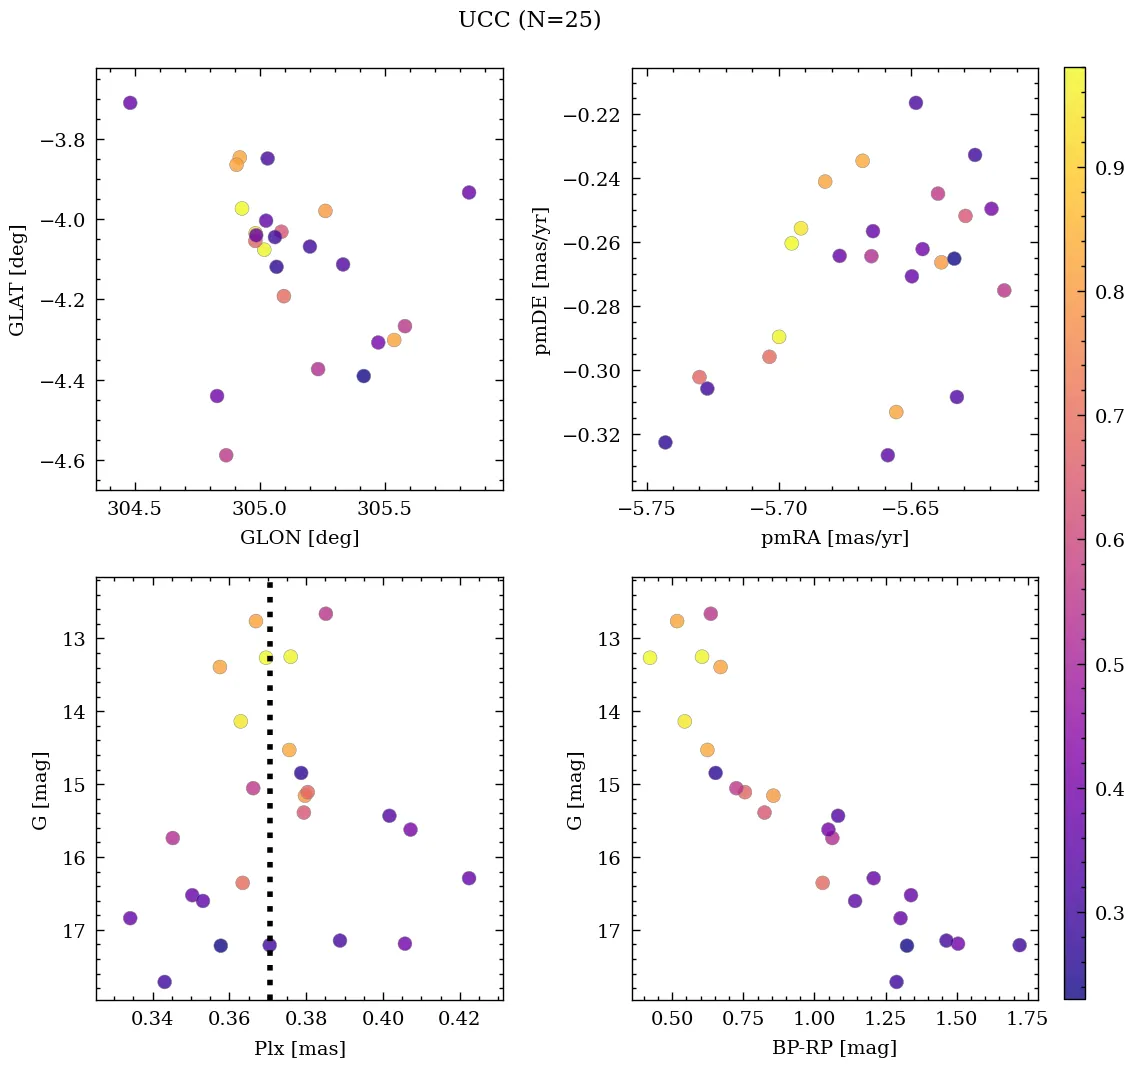 UCC (N=25)
−3.8
−4.0
−4.2
−4.4
−4.6
GLAT [deg]
304.5 305.0 305.5
GLON [deg]
−0.22
−0.24
−0.26
−0.28
−0.30
−0.32
pmDE [mas/yr]
−5.75 −5.70 −5.65
pmRA [mas/yr]
13
14
15
16
17
G [mag]
0.34 0.36 0.38 0.40 0.42
Plx [mas]
13
14
15
16
17
G [mag]
0.50 0.75 1.00 1.25 1.50 1.75
BP-RP [mag]
0.9
0.8
0.7
0.6
0.5
0.4
0.3